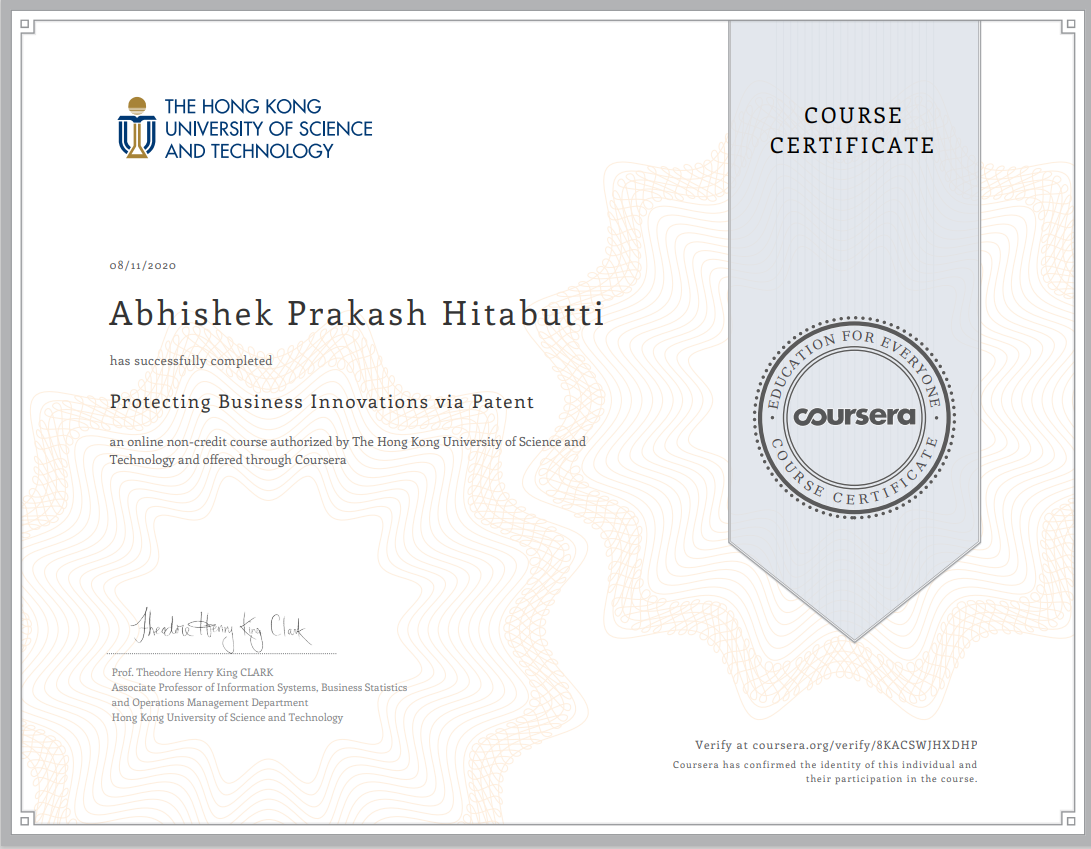 THE HONG KONG
UNIVERSITY OF SCIENCE
AND TECHNOLOGY
COURSE
CERTIFICATE
08/11/2020
Abhishek Prakash Hitabutti
has successfully completed
Protecting Business Innovations via Patent
an online non-credit course authorized by The Hong Kong University of Science and
Technology and offered through Coursera
EDUCATION FOR EVERYONE
coursera
COURSE CERTIFICATE
Theodore Henry King Clark
Prof. Theodore Henry King CLARK
Associate Professor of Information Systems, Business Statistics
and Operations Management Department
Hong Kong University of Science and Technology
Verify at coursera.org/verify/8KACSWJHXDHP
Coursera has confirmed the identity of this individual and
their participation in the course.